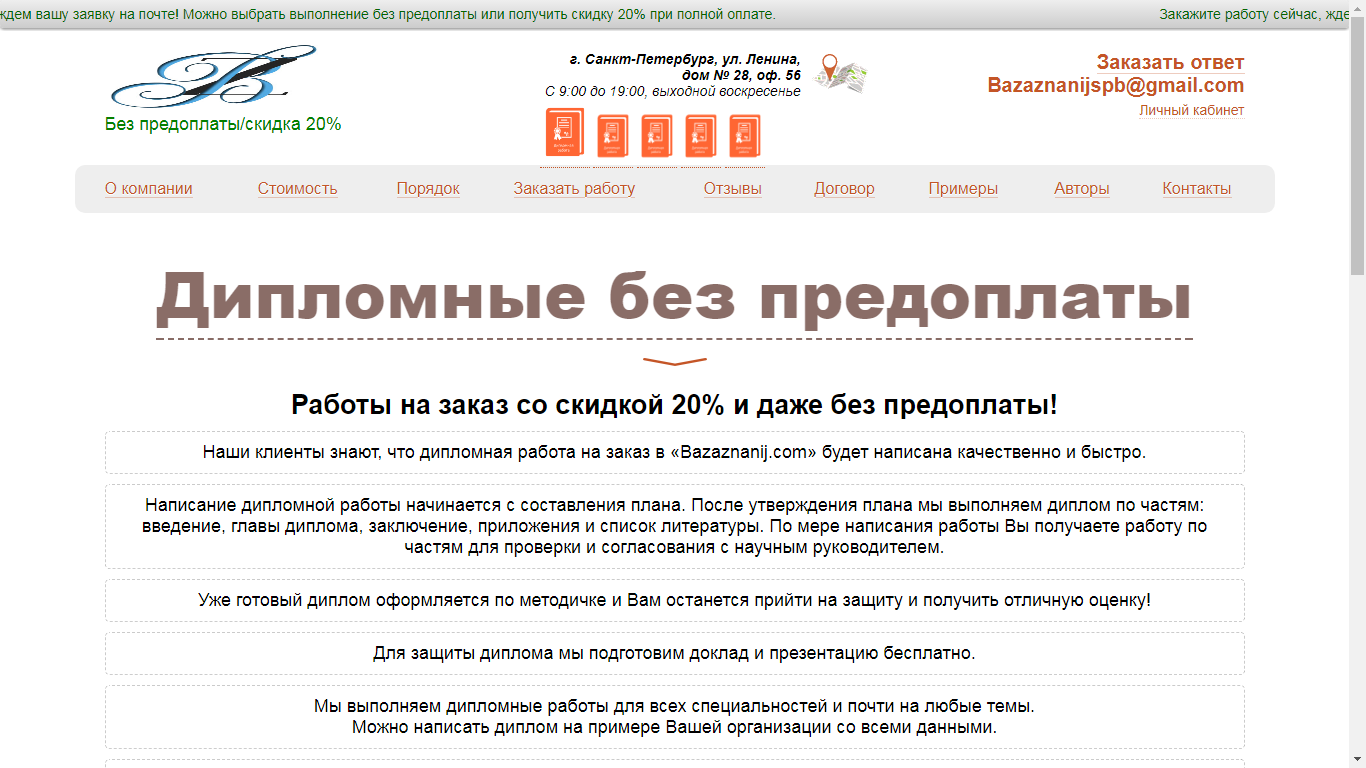 ждем вашу заявку на почте! Можно выбрать выполнение без предоплаты или получить скидку 20% при полной оплате.
Закажите работу сейчас, жде
г. Санкт-Петербург, ул. Ленина,
дом № 28, оф. 56
С 9:00 до 19:00, выходной воскресенье
Заказать ответ
Bazaznanijspb@gmail.com
Личный кабинет
Без предоплаты/скидка 20%
О компании
Стоимость
Порядок
Заказать работу
Отзывы
Договор
Примеры
Авторы
Контакты
Дипломные без предоплаты
Работы на заказ со скидкой 20% и даже без предоплаты!
Наши клиенты знают, что дипломная работа на заказ в «Bazaznanij.com» будет написана качественно и быстро.
Написание дипломной работы начинается с составления плана. После утверждения плана мы выполняем диплом по частям:
введение, главы диплома, заключение, приложения и список литературы. По мере написания работы Вы получаете работу по
частям для проверки и согласования с научным руководителем.
Уже готовый диплом оформляется по методичке и Вам останется прийти на защиту и получить отличную оценку!
Для защиты диплома мы подготовим доклад и презентацию бесплатно.
Мы выполняем дипломные работы для всех специальностей и почти на любые темы.
Можно написать диплом на примере Вашей организации со всеми данными.